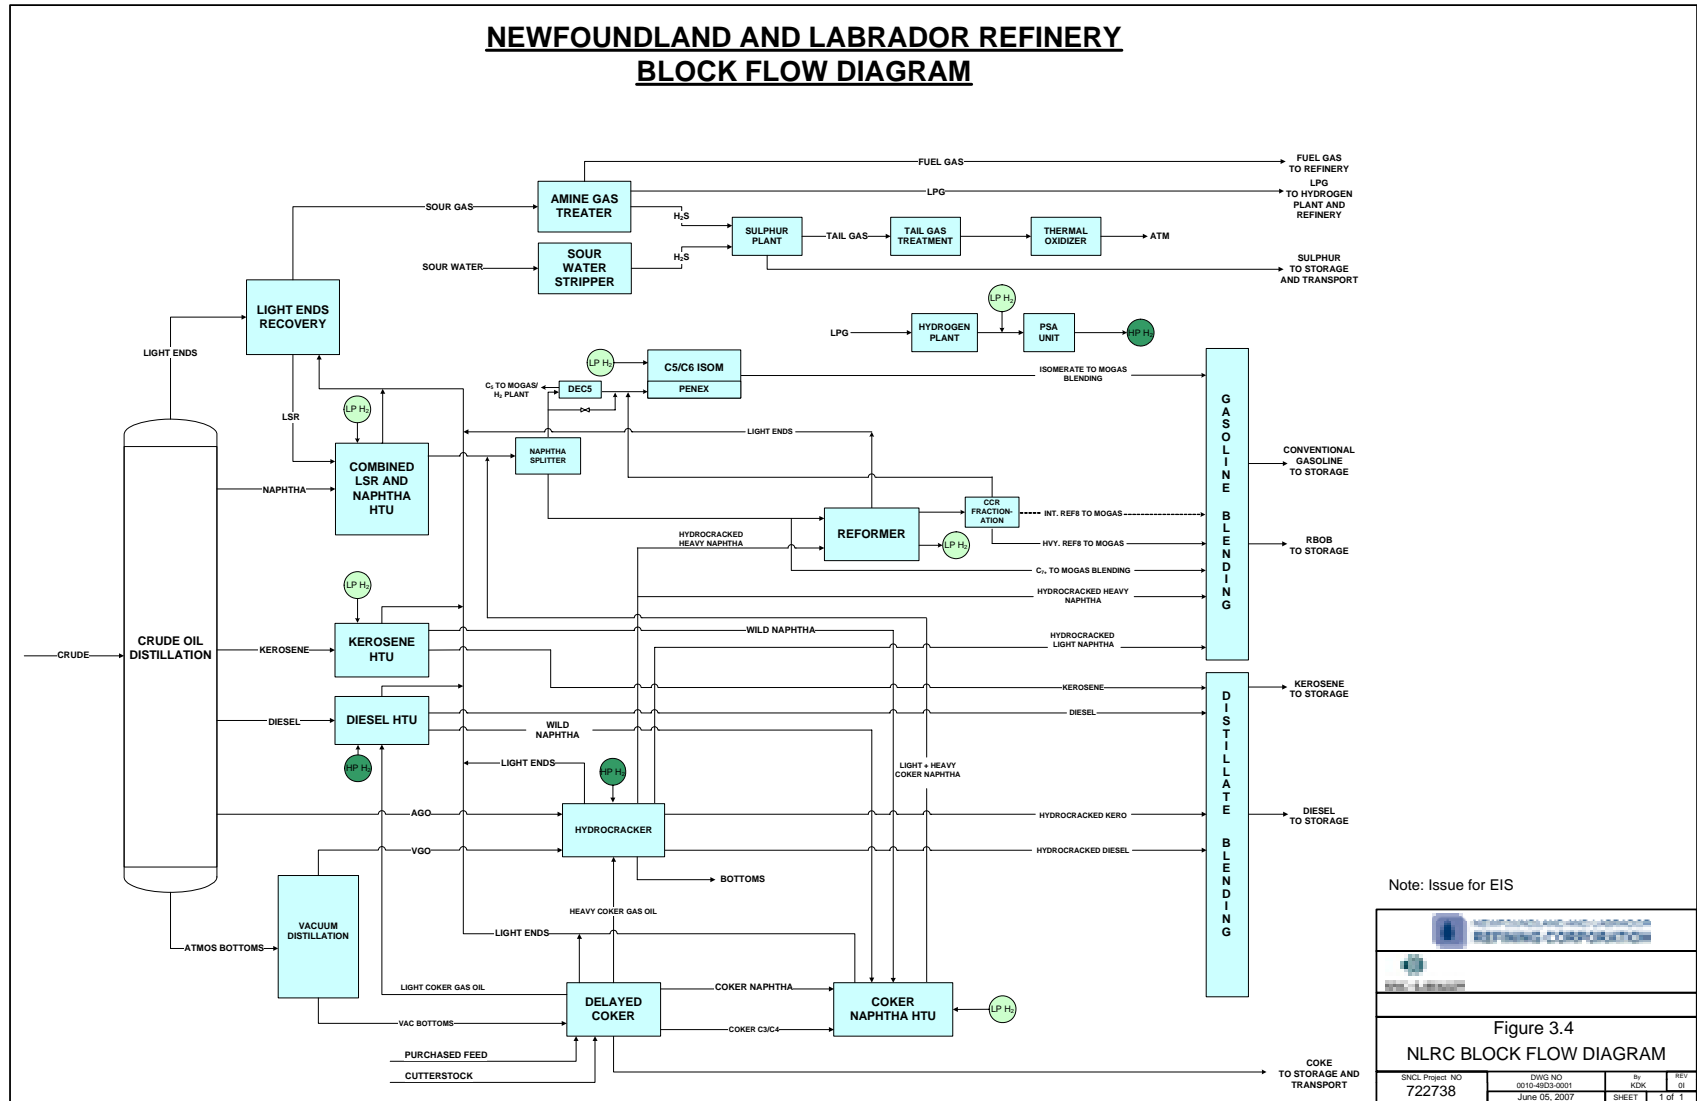 NEWFOUNDLAND AND LABRADOR REFINERY
BLOCK FLOW DIAGRAM
FUEL GAS
FUEL GAS
TO REFINERY
AMINE GAS
TREATER
LPG
LPG
TO HYDROGEN
PLANT AND
REFINERY
SOUR GAS
H₂S
SULPHUR
PLANT
TAIL GAS
TAIL GAS
TREATMENT
THERMAL
OXIDIZER
ATM
SOUR WATER
SOUR
WATER
STRIPPER
H₂S
SULPHUR
TO STORAGE
AND TRANSPORT
LIGHT ENDS
RECOVERY
LP H₂
LPG
HYDROGEN
PLANT
PSA
UNIT
HP H₂
LIGHT ENDS
LP H₂
C5/C6 ISOM
PENEX
ISOMERATE TO MOGAS
BLENDING
C₅ TO MOGAS/
H₂ PLANT
DEC5
LSR
LP H₂
LIGHT ENDS
NAPHTHA
SPLITTER
COMBINED
LSR AND
NAPHTHA
HTU
NAPHTHA
GASOLINE BLENDING
CONVENTIONAL
GASOLINE
TO STORAGE
CCR
FRACTION-
ATION
INT. REF8 TO MOGAS
HYDROCRACKED
HEAVY NAPHTHA
REFORMER
LP H₂
HVY. REF8 TO MOGAS
RBOB
TO STORAGE
C₇₊ TO MOGAS BLENDING
HYDROCRACKED HEAVY
NAPHTHA
LP H₂
CRUDE
CRUDE OIL
DISTILLATION
KEROSENE
KEROSENE
HTU
WILD NAPHTHA
HYDROCRACKED
LIGHT NAPHTHA
KEROSENE
KEROSENE
TO STORAGE
DIESEL
DIESEL HTU
DIESEL
WILD
NAPHTHA
HP H₂
LIGHT ENDS
HP H₂
LIGHT + HEAVY
COKER NAPHTHA
DISTILLATE BLENDING
AGO
HYDROCRACKER
HYDROCRACKED KERO
DIESEL
TO STORAGE
VGO
HYDROCRACKED DIESEL
BOTTOMS
VACUUM
DISTILLATION
HEAVY COKER GAS OIL
ATMOS BOTTOMS
LIGHT ENDS
LIGHT COKER GAS OIL
DELAYED
COKER
COKER NAPHTHA
COKER
NAPHTHA HTU
LP H₂
VAC BOTTOMS
COKER C3/C4
PURCHASED FEED
CUTTERSTOCK
COKE
TO STORAGE AND
TRANSPORT
Note: Issue for EIS
NEWFOUNDLAND AND LABRADOR
REFINING CORPORATION
SNC-LAVALIN
Figure 3.4
NLRC BLOCK FLOW DIAGRAM
SNCL Project NO
722738
DWG NO
0010-49D3-0001
June 05, 2007
By
KDK
REV
0I
SHEET
1 of 1